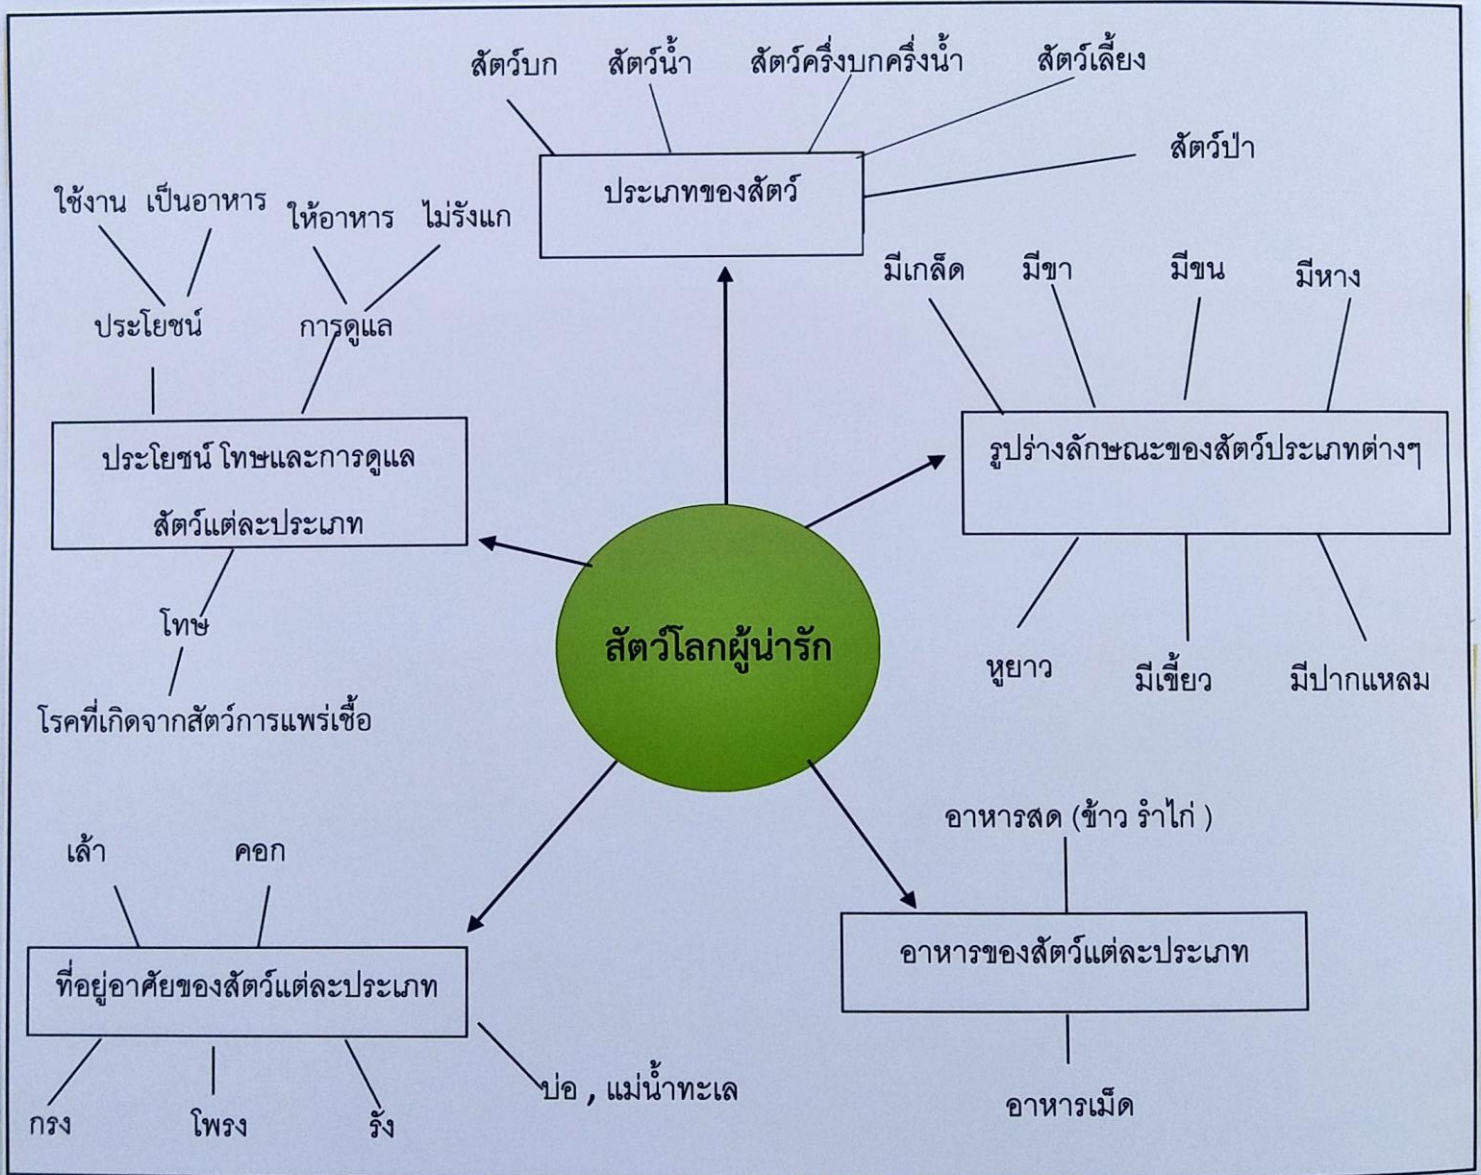 สัตว์บก สัตว์น้ำ สัตว์ครึ่งบกครึ่งน้ำ สัตว์เลี้ยง
สัตว์ป่า
ประเภทของสัตว์
ใช้งาน เป็นอาหาร ให้อาหาร ไม่รังแก
ประโยชน์ การดูแล
ประโยชน์ โทษและการดูแล
สัตว์แต่ละประเภท
โทษ
โรคที่เกิดจากสัตว์การแพร่เชื้อ
มีเกล็ด มีขา มีขน มีหาง
รูปร่างลักษณะของสัตว์ประเภทต่างๆ
หูยาว มีเขี้ยว มีปากแหลม
สัตว์โลกผู้น่ารัก
เล้า คอก
ที่อยู่อาศัยของสัตว์แต่ละประเภท
กรง โพรง รัง บ่อ , แม่น้ำทะเล
อาหารสด (ข้าว รำไก่ )
อาหารของสัตว์แต่ละประเภท
อาหารเม็ด